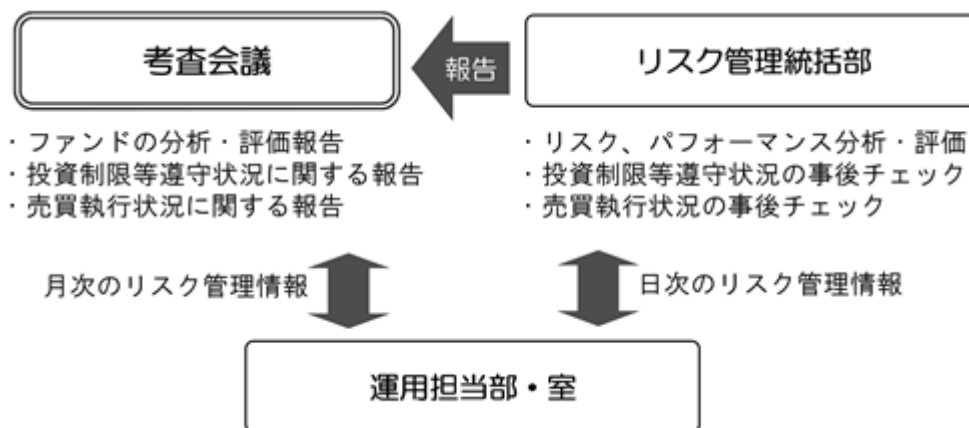 考査会議
報告
リスク管理統括部
・ファンドの分析・評価報告
・投資制限等遵守状況に関する報告
・売買執行状況に関する報告
・リスク、パフォーマンス分析・評価
・投資制限等遵守状況の事後チェック
・売買執行状況の事後チェック
月次のリスク管理情報
日次のリスク管理情報
運用担当部・室